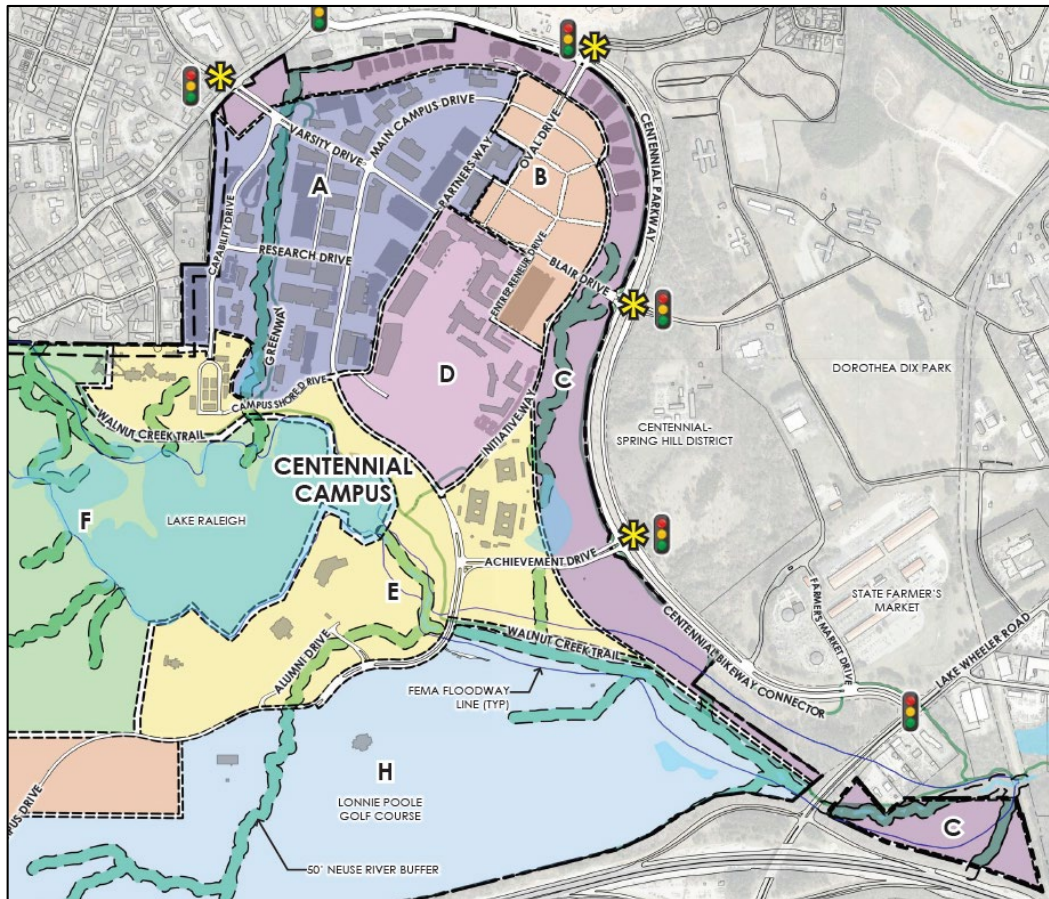 VARSITY DRIVE
MAIN CAMPUS DRIVE
PARTNERS WAY
OVAL DRIVE
CENTENNIAL PARKWAY
A
B
CAPABILITY DRIVE
RESEARCH DRIVE
ENTREPRENEUR DRIVE
BLAIR DRIVE
GREENWAY
D
C
DOROTHEA DIX PARK
CAMPUS SHORE DRIVE
WALNUT CREEK TRAIL
INITIATIVE WAY
CENTENNIAL-
SPRING HILL DISTRICT
CENTENNIAL
CAMPUS
F
LAKE RALEIGH
ACHIEVEMENT DRIVE
E
STATE FARMER'S
MARKET
FARMERS MARKET DRIVE
LAKE WHEELER ROAD
WALNUT CREEK TRAIL
ALUMNI DRIVE
CENTENNIAL BIKEWAY CONNECTOR
FEMA FLOODWAY
LINE (TYP)
H
LONNIE POOLE
GOLF COURSE
C
50' NEUSE RIVER BUFFER